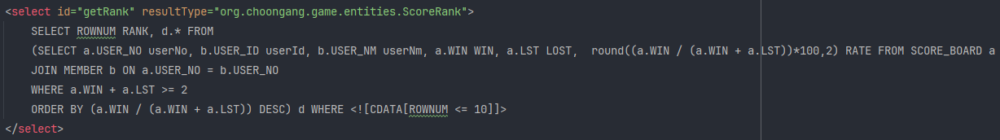 <select id="getRank" resultType="org.choongang.game.entities.ScoreRank">
SELECT ROWNUM RANK, d.* FROM
(SELECT a.USER_NO userNo, b.USER_ID userId, b.USER_NM userNm, a.WIN WIN, a.LST LOST,  round((a.WIN / (a.WIN + a.LST))*100,2) RATE FROM SCORE_BOARD a
JOIN MEMBER b ON a.USER_NO = b.USER_NO
WHERE a.WIN + a.LST >= 2
ORDER BY (a.WIN / (a.WIN + a.LST)) DESC) d WHERE <![CDATA[ROWNUM <= 10]]>
</select>